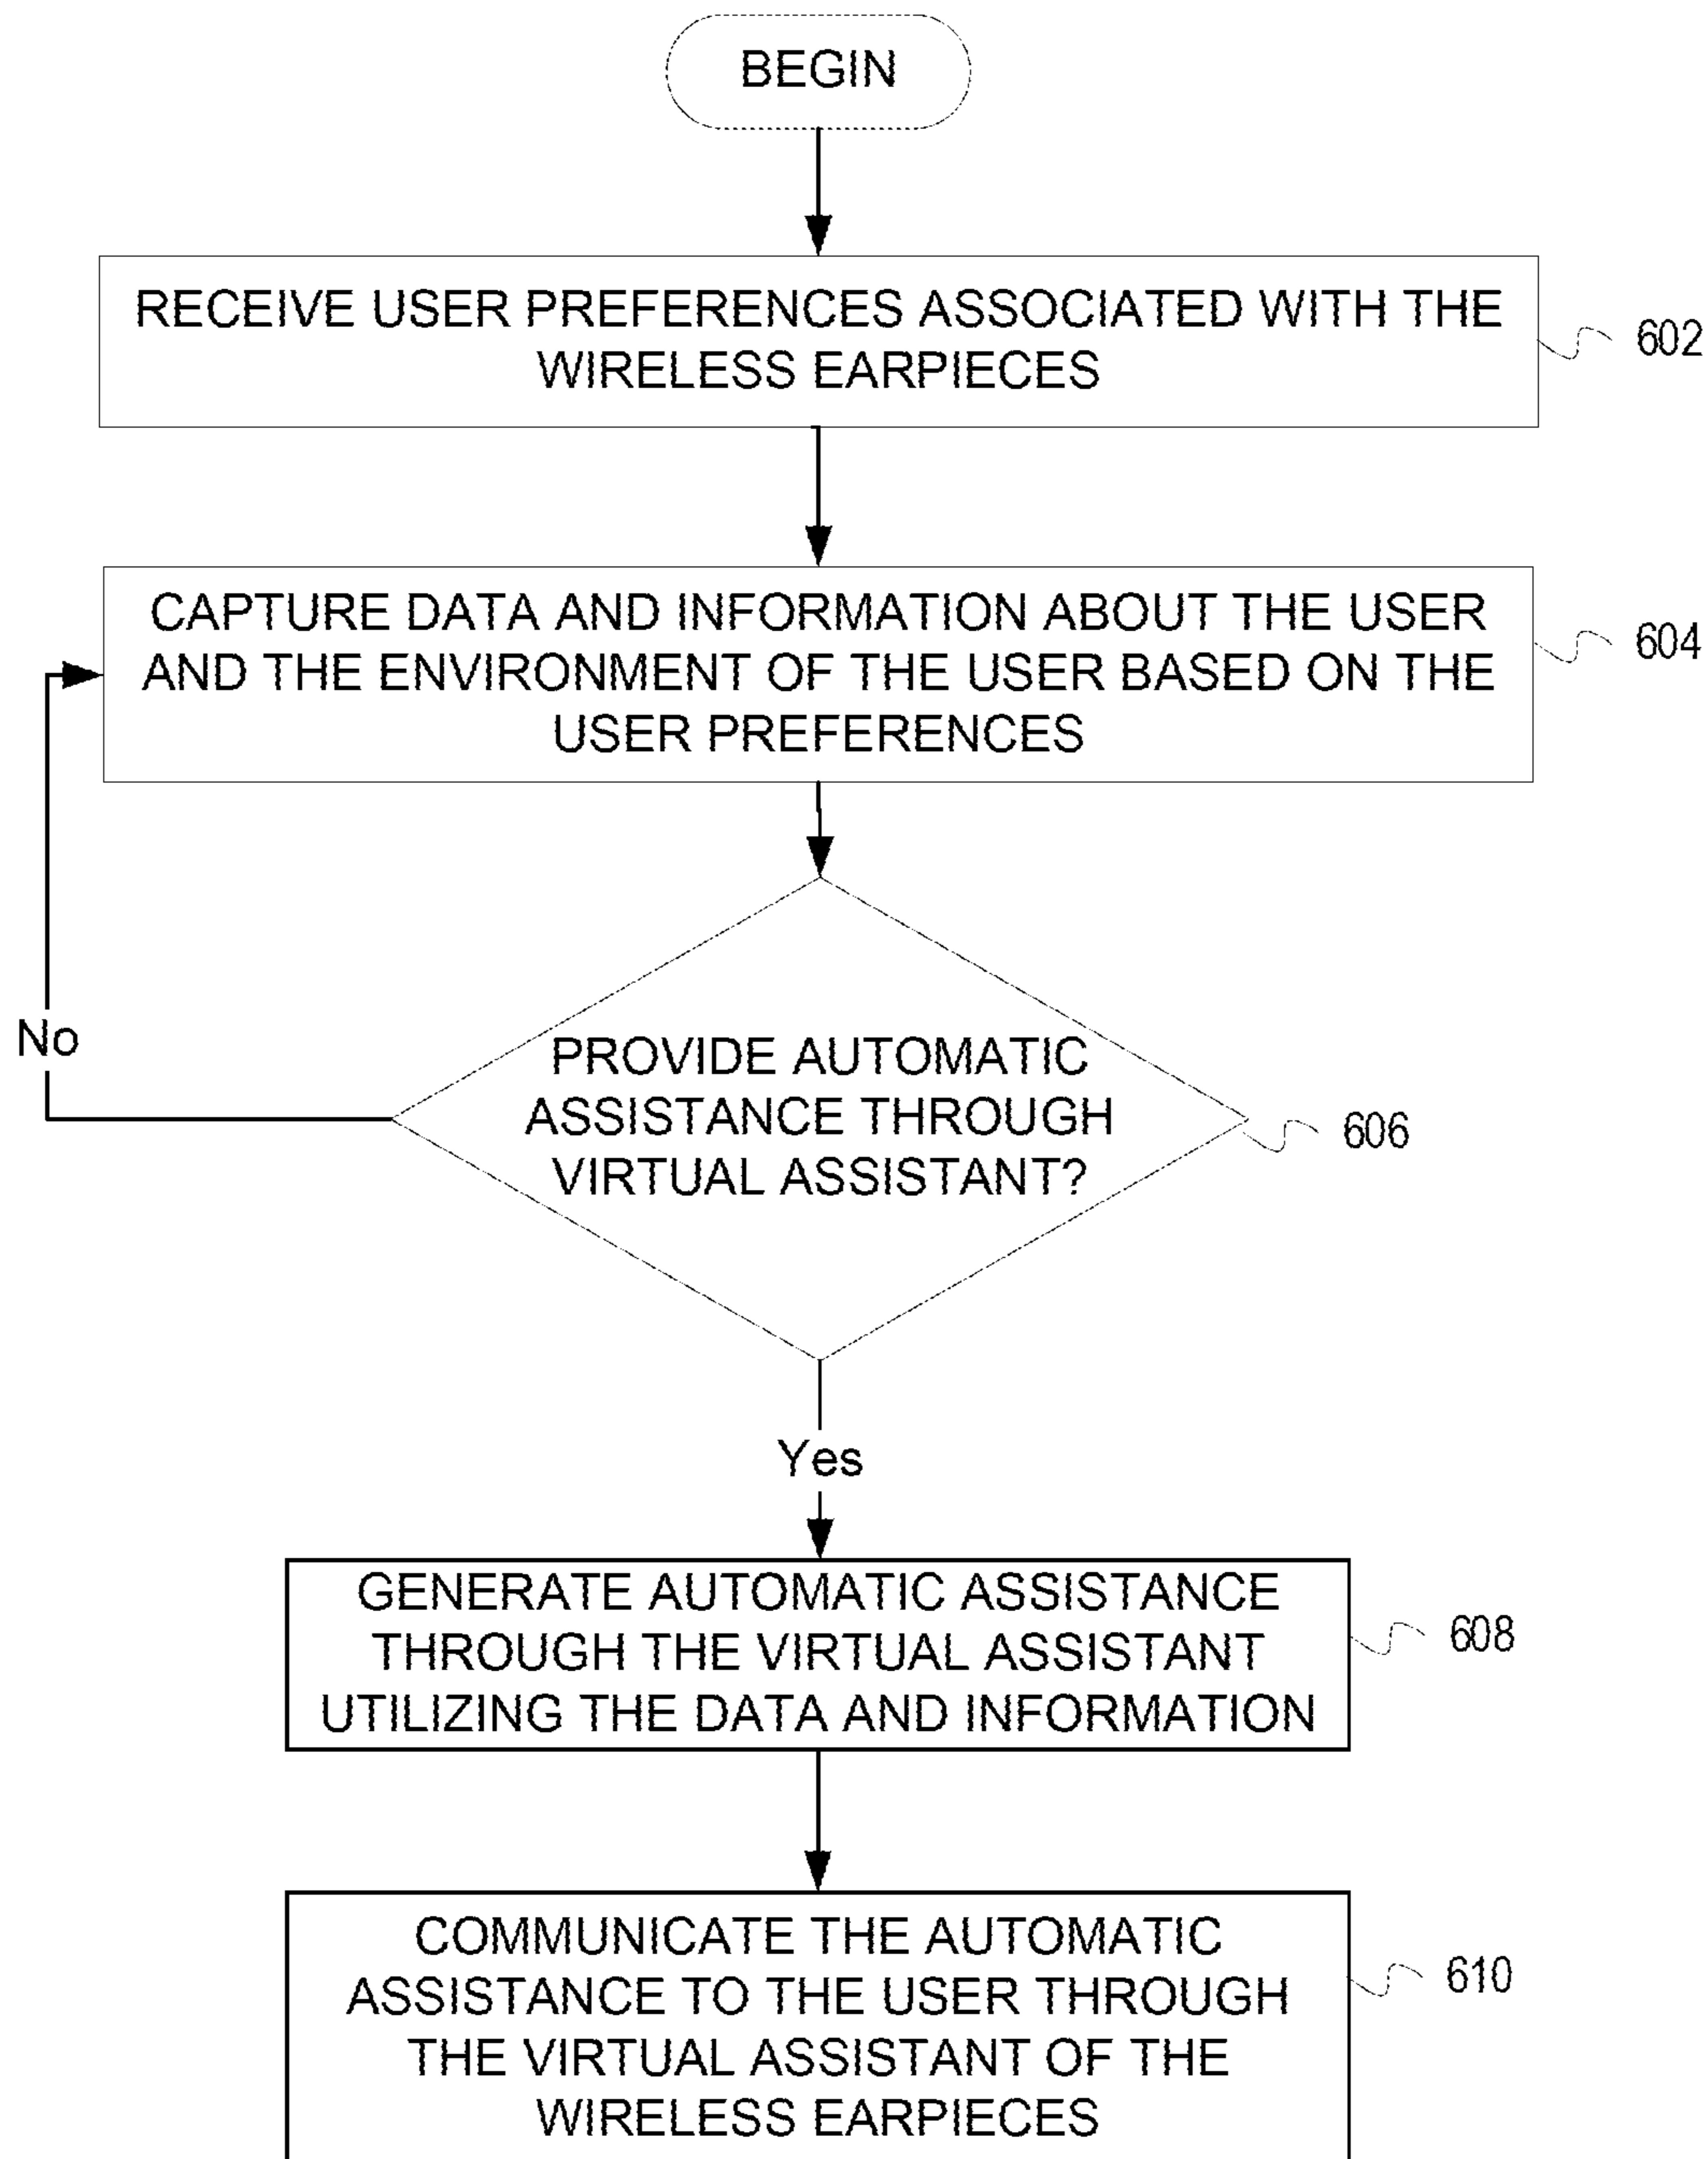 BEGIN
RECEIVE USER PREFERENCES ASSOCIATED WITH THE
WIRELESS EARPIECES
602
CAPTURE DATA AND INFORMATION ABOUT THE USER
AND THE ENVIRONMENT OF THE USER BASED ON THE
USER PREFERENCES
604
No
PROVIDE AUTOMATIC
ASSISTANCE THROUGH
VIRTUAL ASSISTANT?
606
Yes
GENERATE AUTOMATIC ASSISTANCE
THROUGH THE VIRTUAL ASSISTANT
UTILIZING THE DATA AND INFORMATION
608
COMMUNICATE THE AUTOMATIC
ASSISTANCE TO THE USER THROUGH
THE VIRTUAL ASSISTANT OF THE
WIRELESS EARPIECES
610